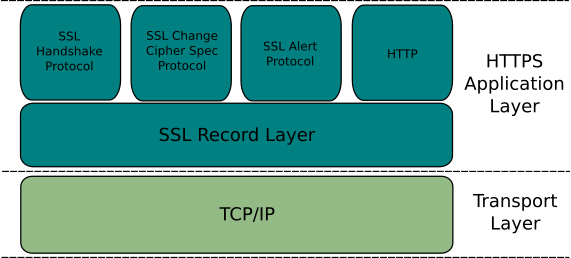 SSL
Handshake
Protocol
SSL Change
Cipher Spec
Protocol
SSL Alert
Protocol
HTTP
HTTPS
Application
Layer
SSL Record Layer
TCP/IP
Transport
Layer